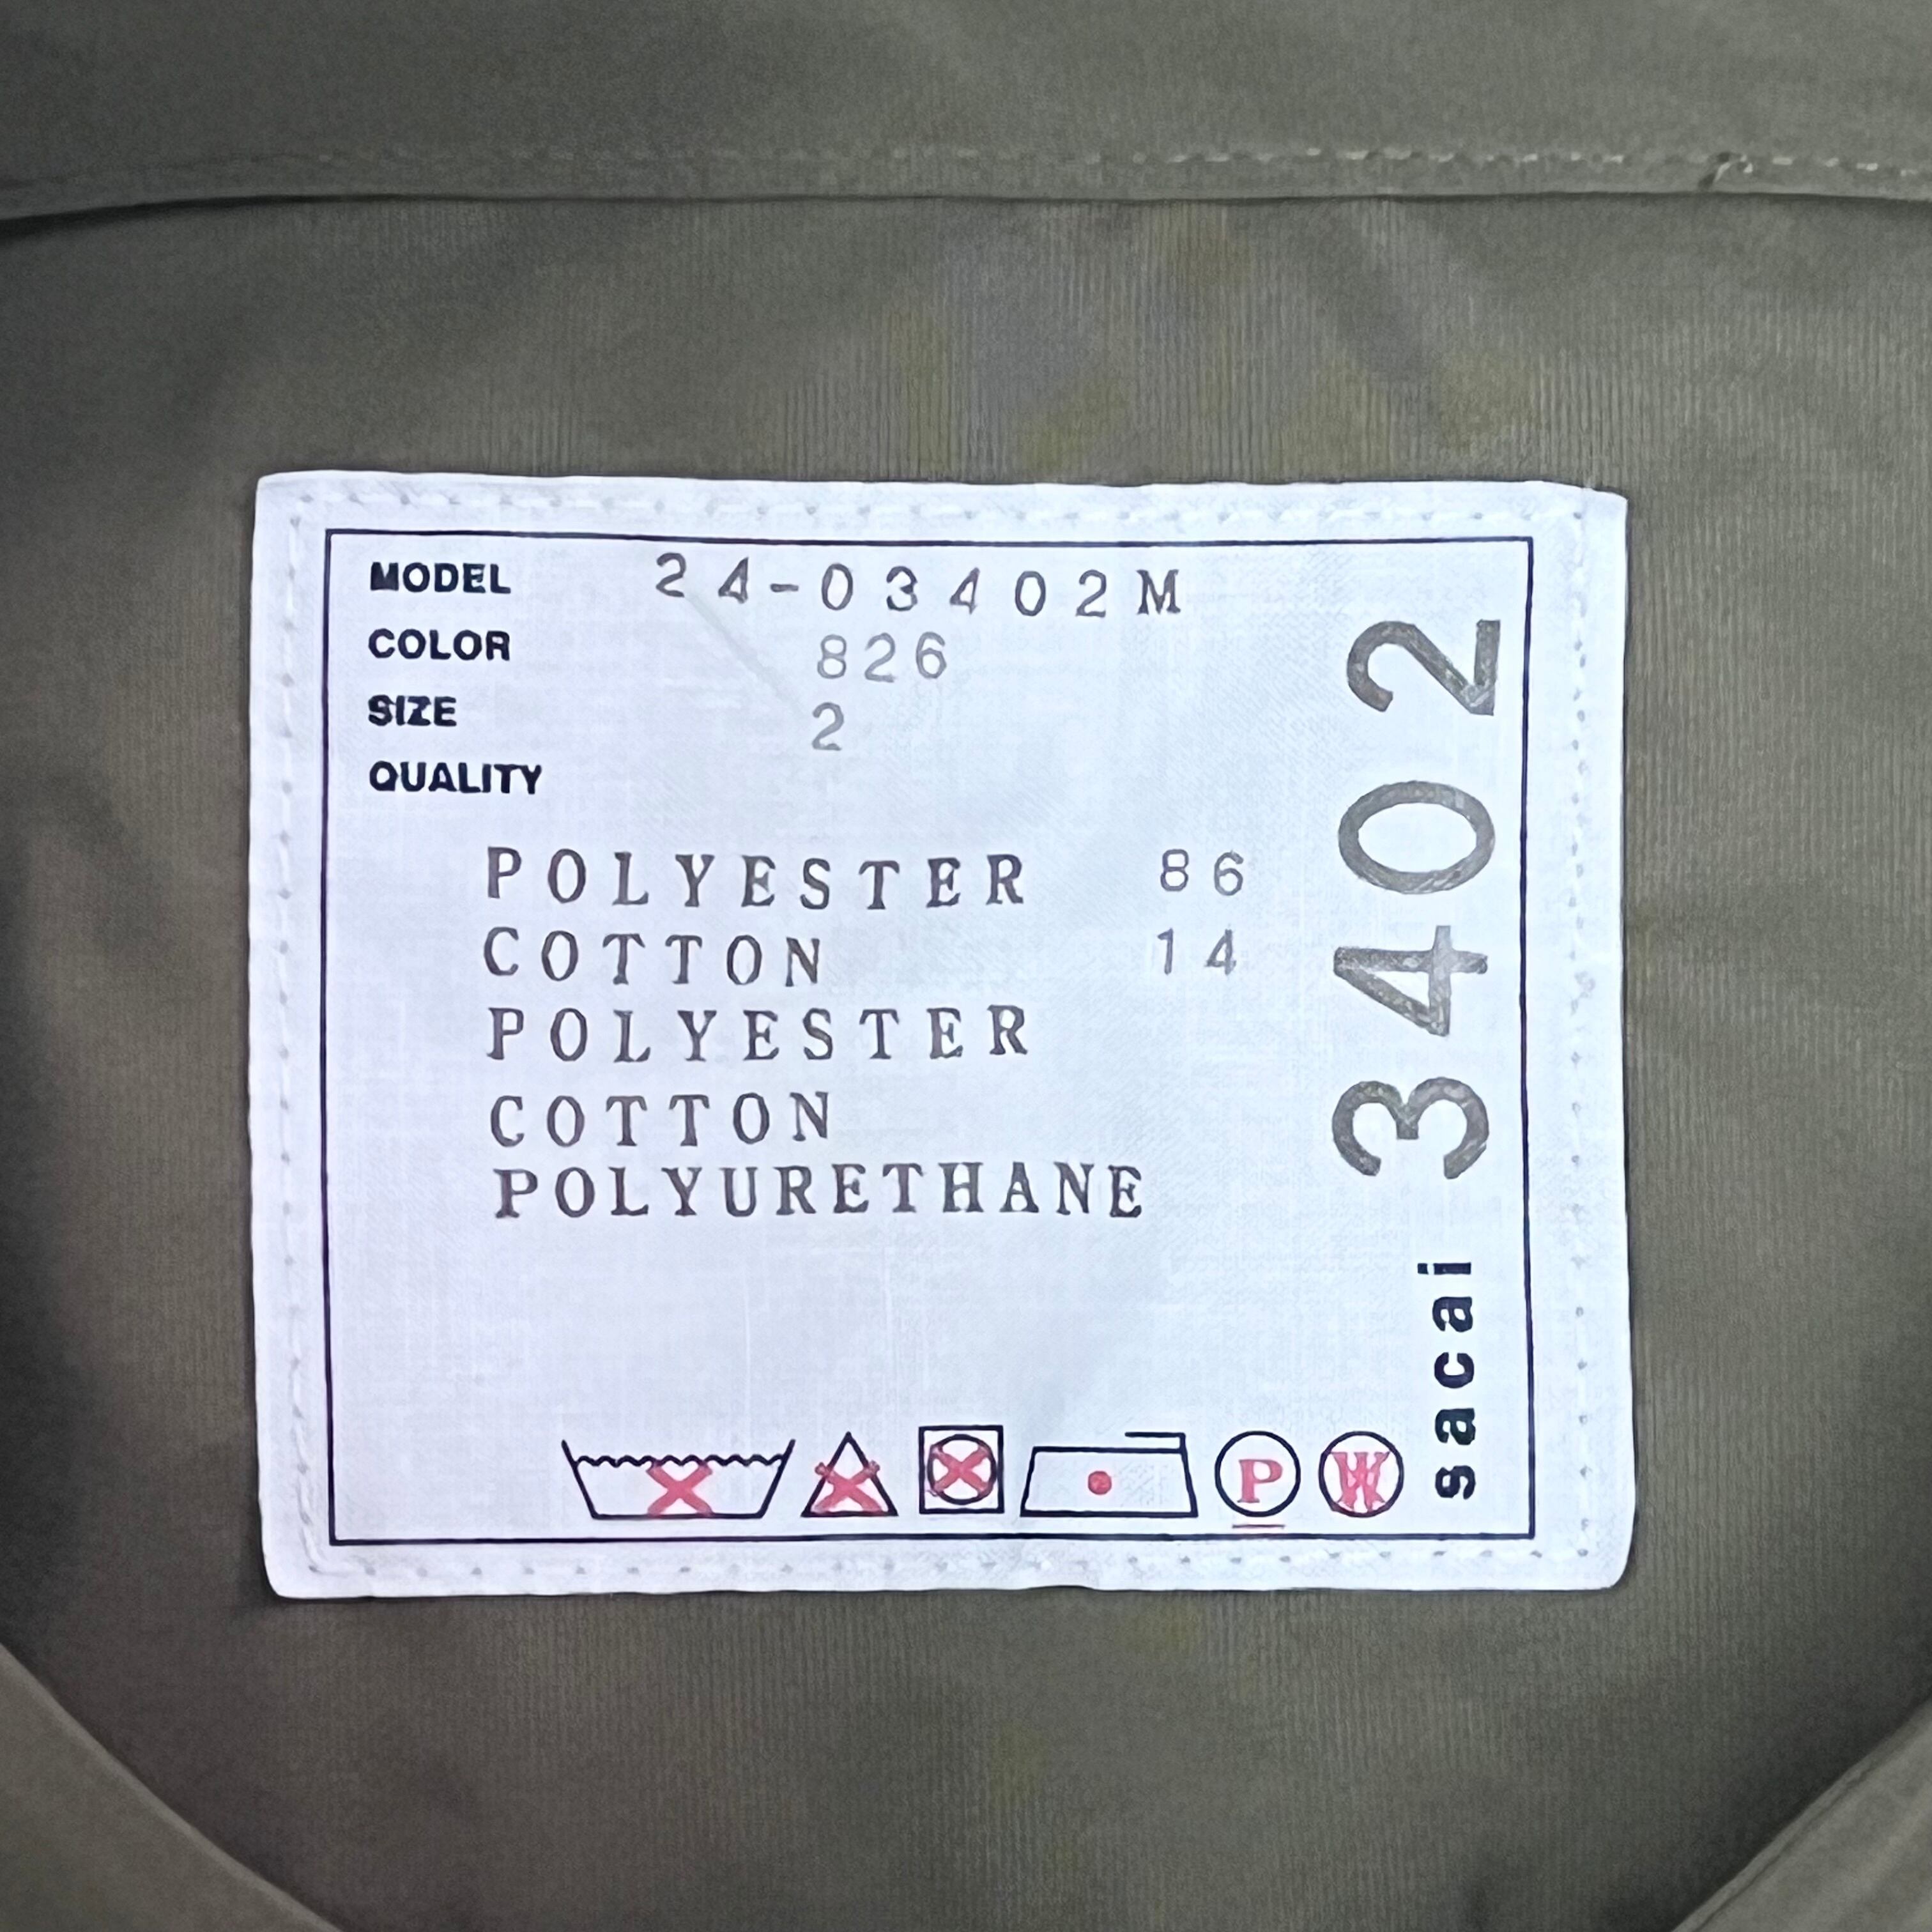 MODEL 24-03402M
COLOR 826
SIZE 2
QUALITY
POLYESTER 86
COTTON 14
POLYESTER
COTTON
POLYURETHANE
P W
sacai 3402